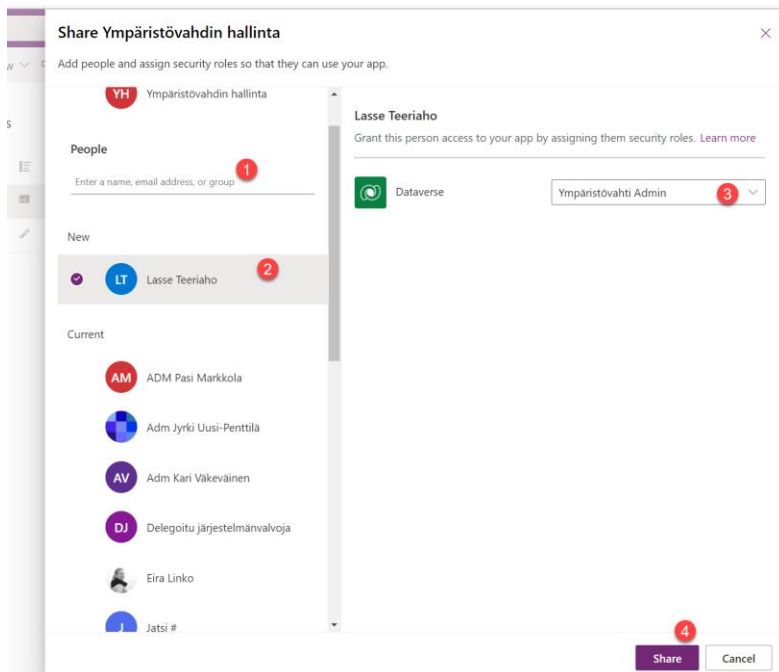 Share Ympäristövahdin hallinta
Add people and assign security roles so that they can use your app.
YH Ympäristövahdin hallinta
People
Enter a name, email address, or group
1
New
LT Lasse Teeriaho
2
Current
AM ADM Pasi Markkola
Adm Jyrki Uusi-Penttilä
AV Adm Kari Väkeväinen
DJ Delegoitu järjestelmänvalvoja
Eira Linko
J Jatsi #
Lasse Teeriaho
Grant this person access to your app by assigning them security roles. Learn more
Dataverse
Ympäristövahti Admin
3
4
Share
Cancel